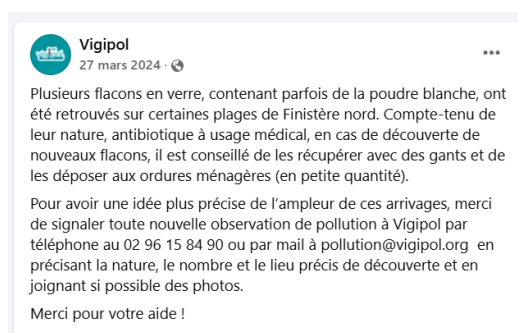 Vigipol
27 mars 2024 ·
Plusieurs flacons en verre, contenant parfois de la poudre blanche, ont
été retrouvés sur certaines plages de Finistère nord. Compte-tenu de
leur nature, antibiotique à usage médical, en cas de découverte de
nouveaux flacons, il est conseillé de les récupérer avec des gants et de
les déposer aux ordures ménagères (en petite quantité).
Pour avoir une idée plus précise de l'ampleur de ces arrivages, merci
de signaler toute nouvelle observation de pollution à Vigipol par
téléphone au 02 96 15 84 90 ou par mail à pollution@vigipol.org en
précisant la nature, le nombre et le lieu précis de découverte et en
joignant si possible des photos.
Merci pour votre aide !